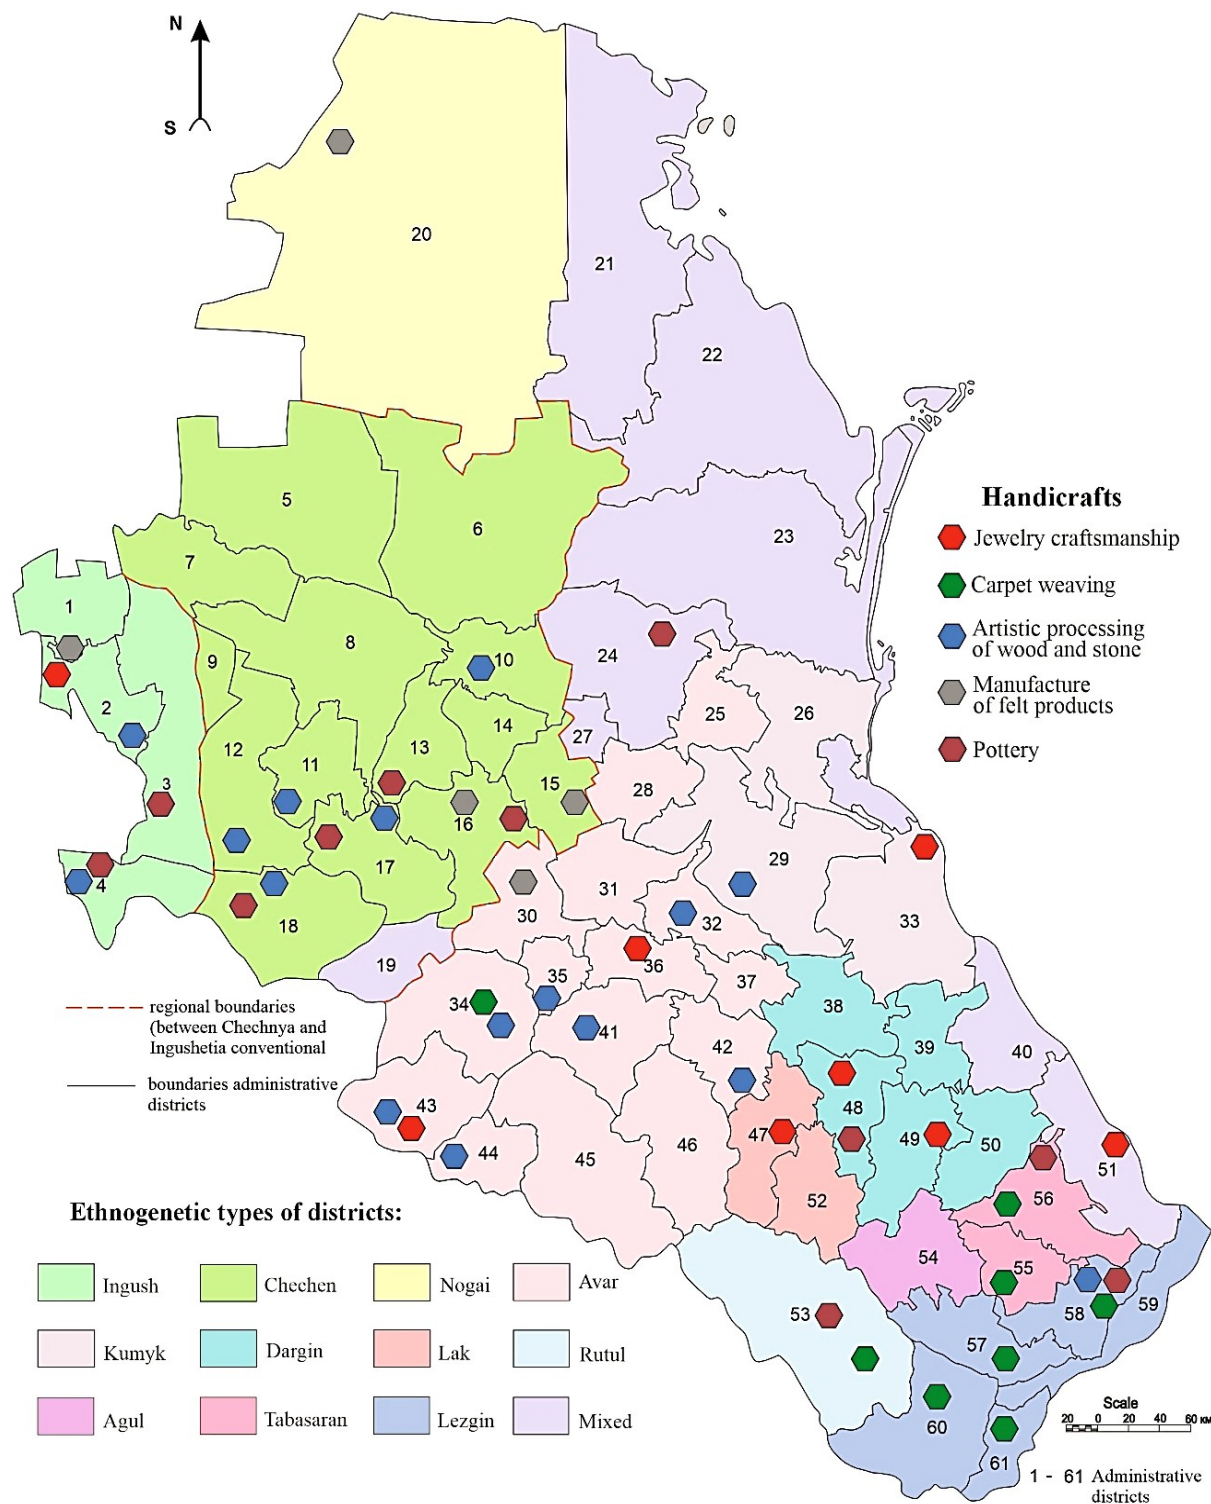 N
S
20
21
22
5
6
23
7
1
8
9
10
24
2
25
26
12
14
27
13
11
3
15
28
16
4
17
29
31
30
32
33
18
19
36
35
37
34
38
41
42
39
40
43
48
47
49
50
44
46
45
51
52
56
54
55
53
58
59
57
60
61
Handicrafts
Jewelry craftsmanship
Carpet weaving
Artistic processing
of wood and stone
Manufacture
of felt products
Pottery
regional boundaries
(between Chechnya and
Ingushetia conventional
boundaries administrative
districts
Ethnogenetic types of districts:
Ingush
Chechen
Nogai
Avar
Kumyk
Dargin
Lak
Rutul
Agul
Tabasaran
Lezgin
Mixed
Scale
20 0 20 40 60 км
1 - 61 Administrative
districts